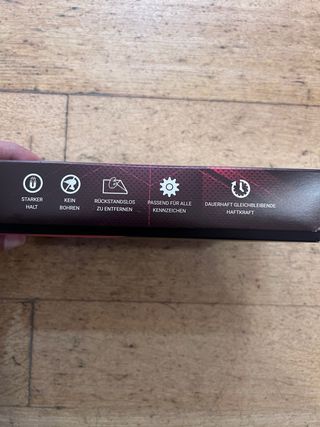 STARKER
HALT
KEIN
BOHREN
RÜCKSTANDSLOS
ZU ENTFERNEN
PASSEND FÜR ALLE
KENNZEICHEN
DAUERHAFT GLEICHBLEIBENDE
HAFTKRAFT